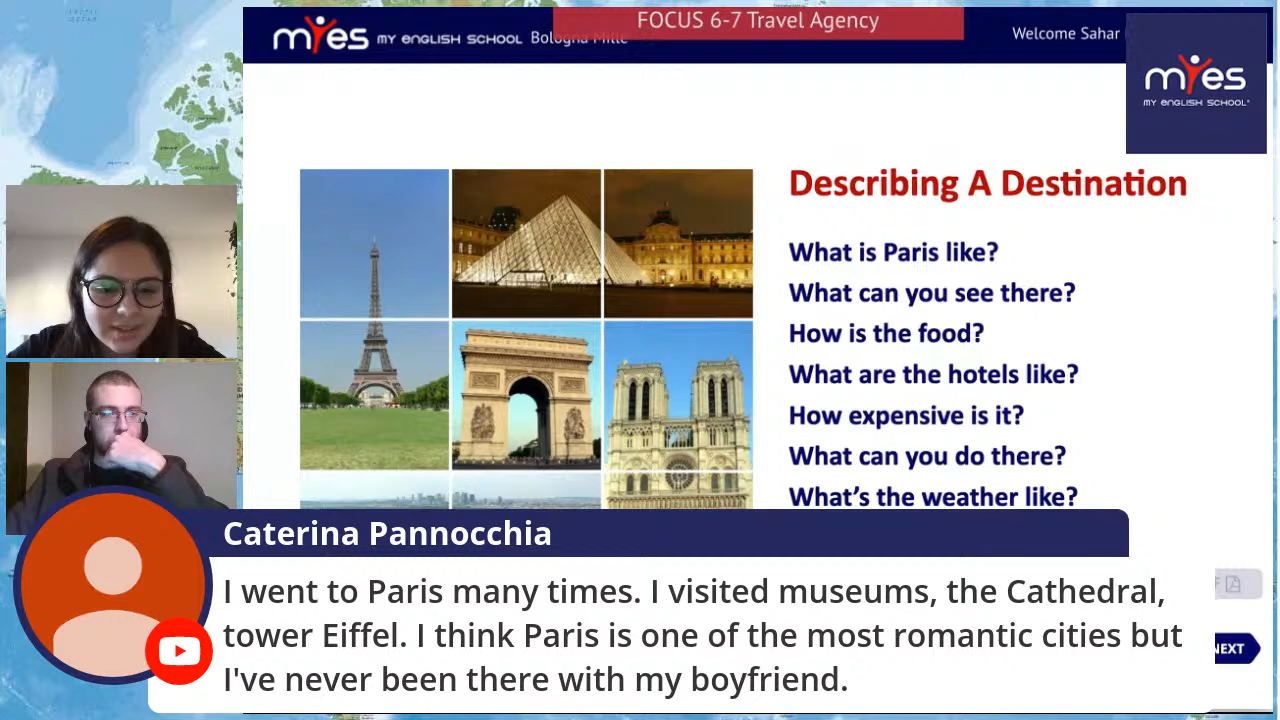 FOCUS 6-7 Travel Agency
myes MY ENGLISH SCHOOL Bologna Mille
Welcome Sahar
myes
MY ENGLISH SCHOOL
Describing A Destination
What is Paris like?
What can you see there?
How is the food?
What are the hotels like?
How expensive is it?
What can you do there?
What's the weather like?
Caterina Pannocchia
I went to Paris many times. I visited museums, the Cathedral,
tower Eiffel. I think Paris is one of the most romantic cities but
I've never been there with my boyfriend.
NEXT